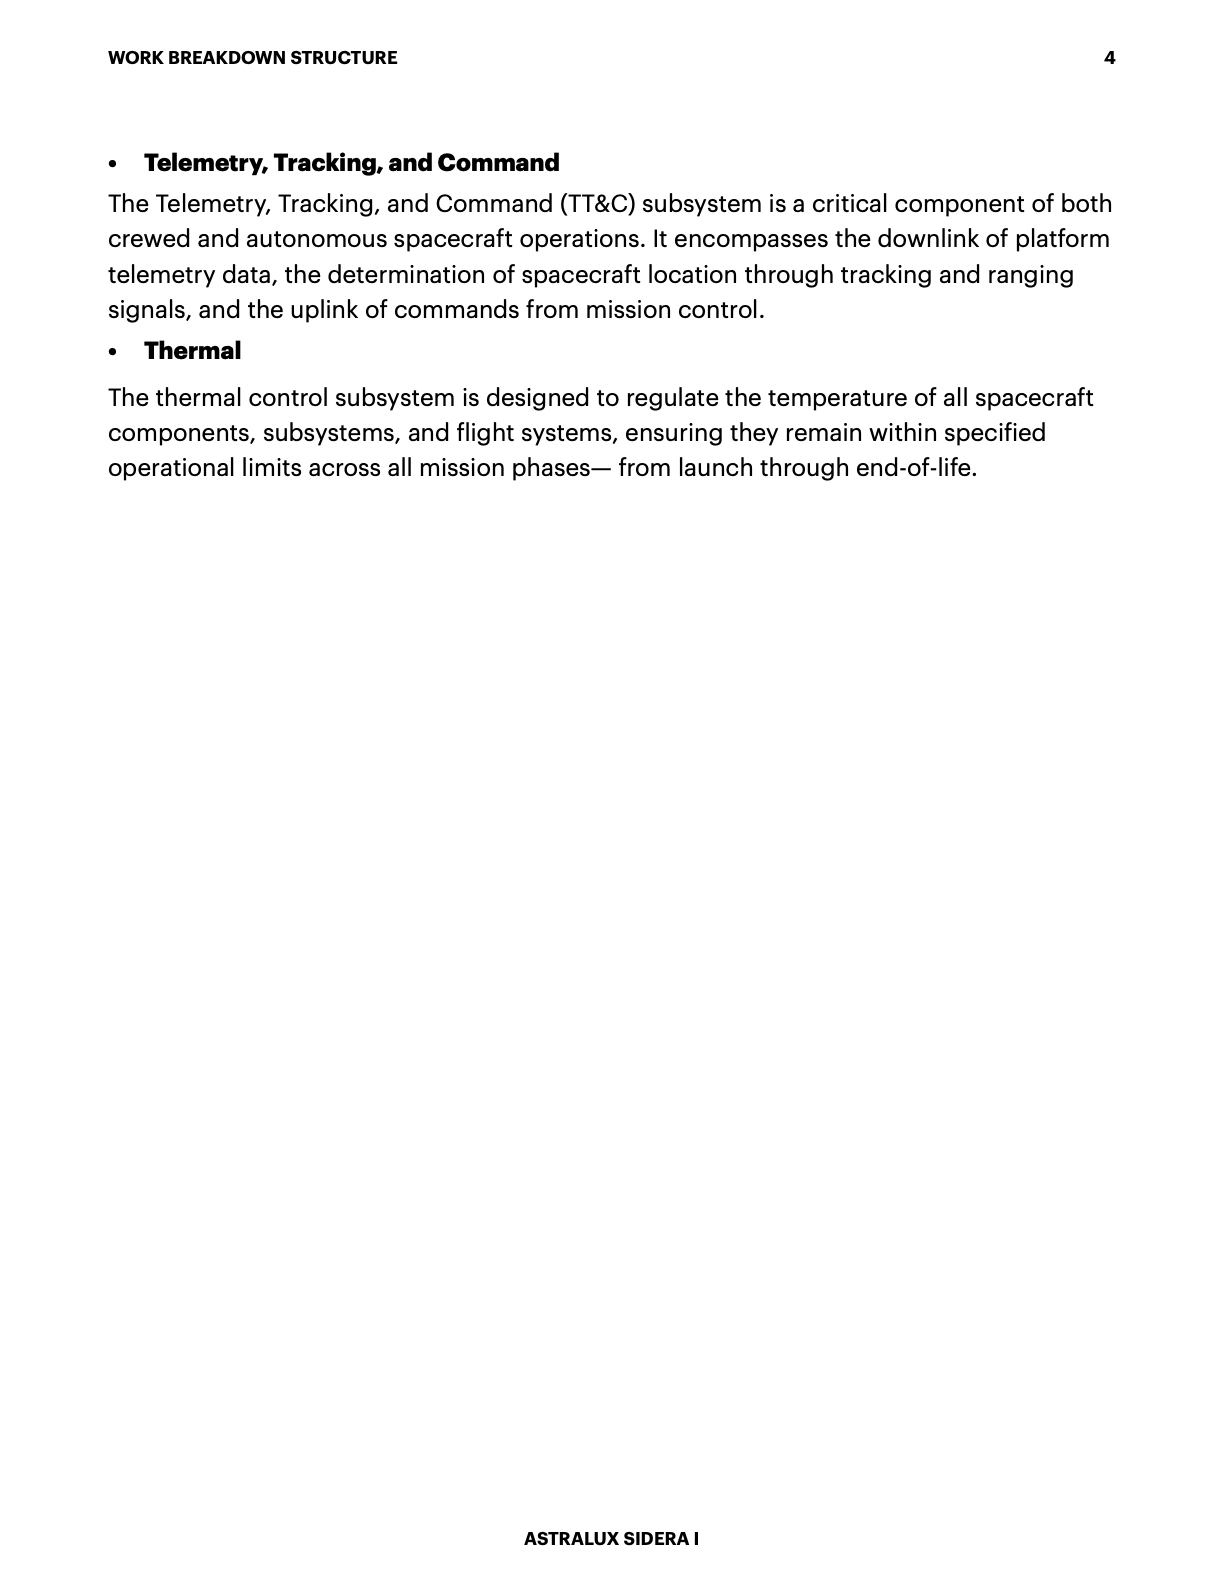 WORK BREAKDOWN STRUCTURE 4
• Telemetry, Tracking, and Command
The Telemetry, Tracking, and Command (TT&C) subsystem is a critical component of both
crewed and autonomous spacecraft operations. It encompasses the downlink of platform
telemetry data, the determination of spacecraft location through tracking and ranging
signals, and the uplink of commands from mission control.
• Thermal
The thermal control subsystem is designed to regulate the temperature of all spacecraft
components, subsystems, and flight systems, ensuring they remain within specified
operational limits across all mission phases— from launch through end-of-life.
ASTRALUX SIDERA I